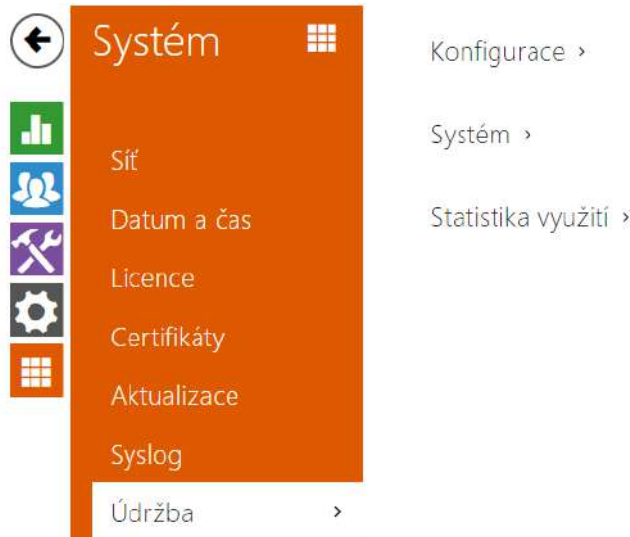 Systém
Síť
Datum a čas
Licence
Certifikáty
Aktualizace
Syslog
Údržba
Konfigurace
Systém
Statistika využití